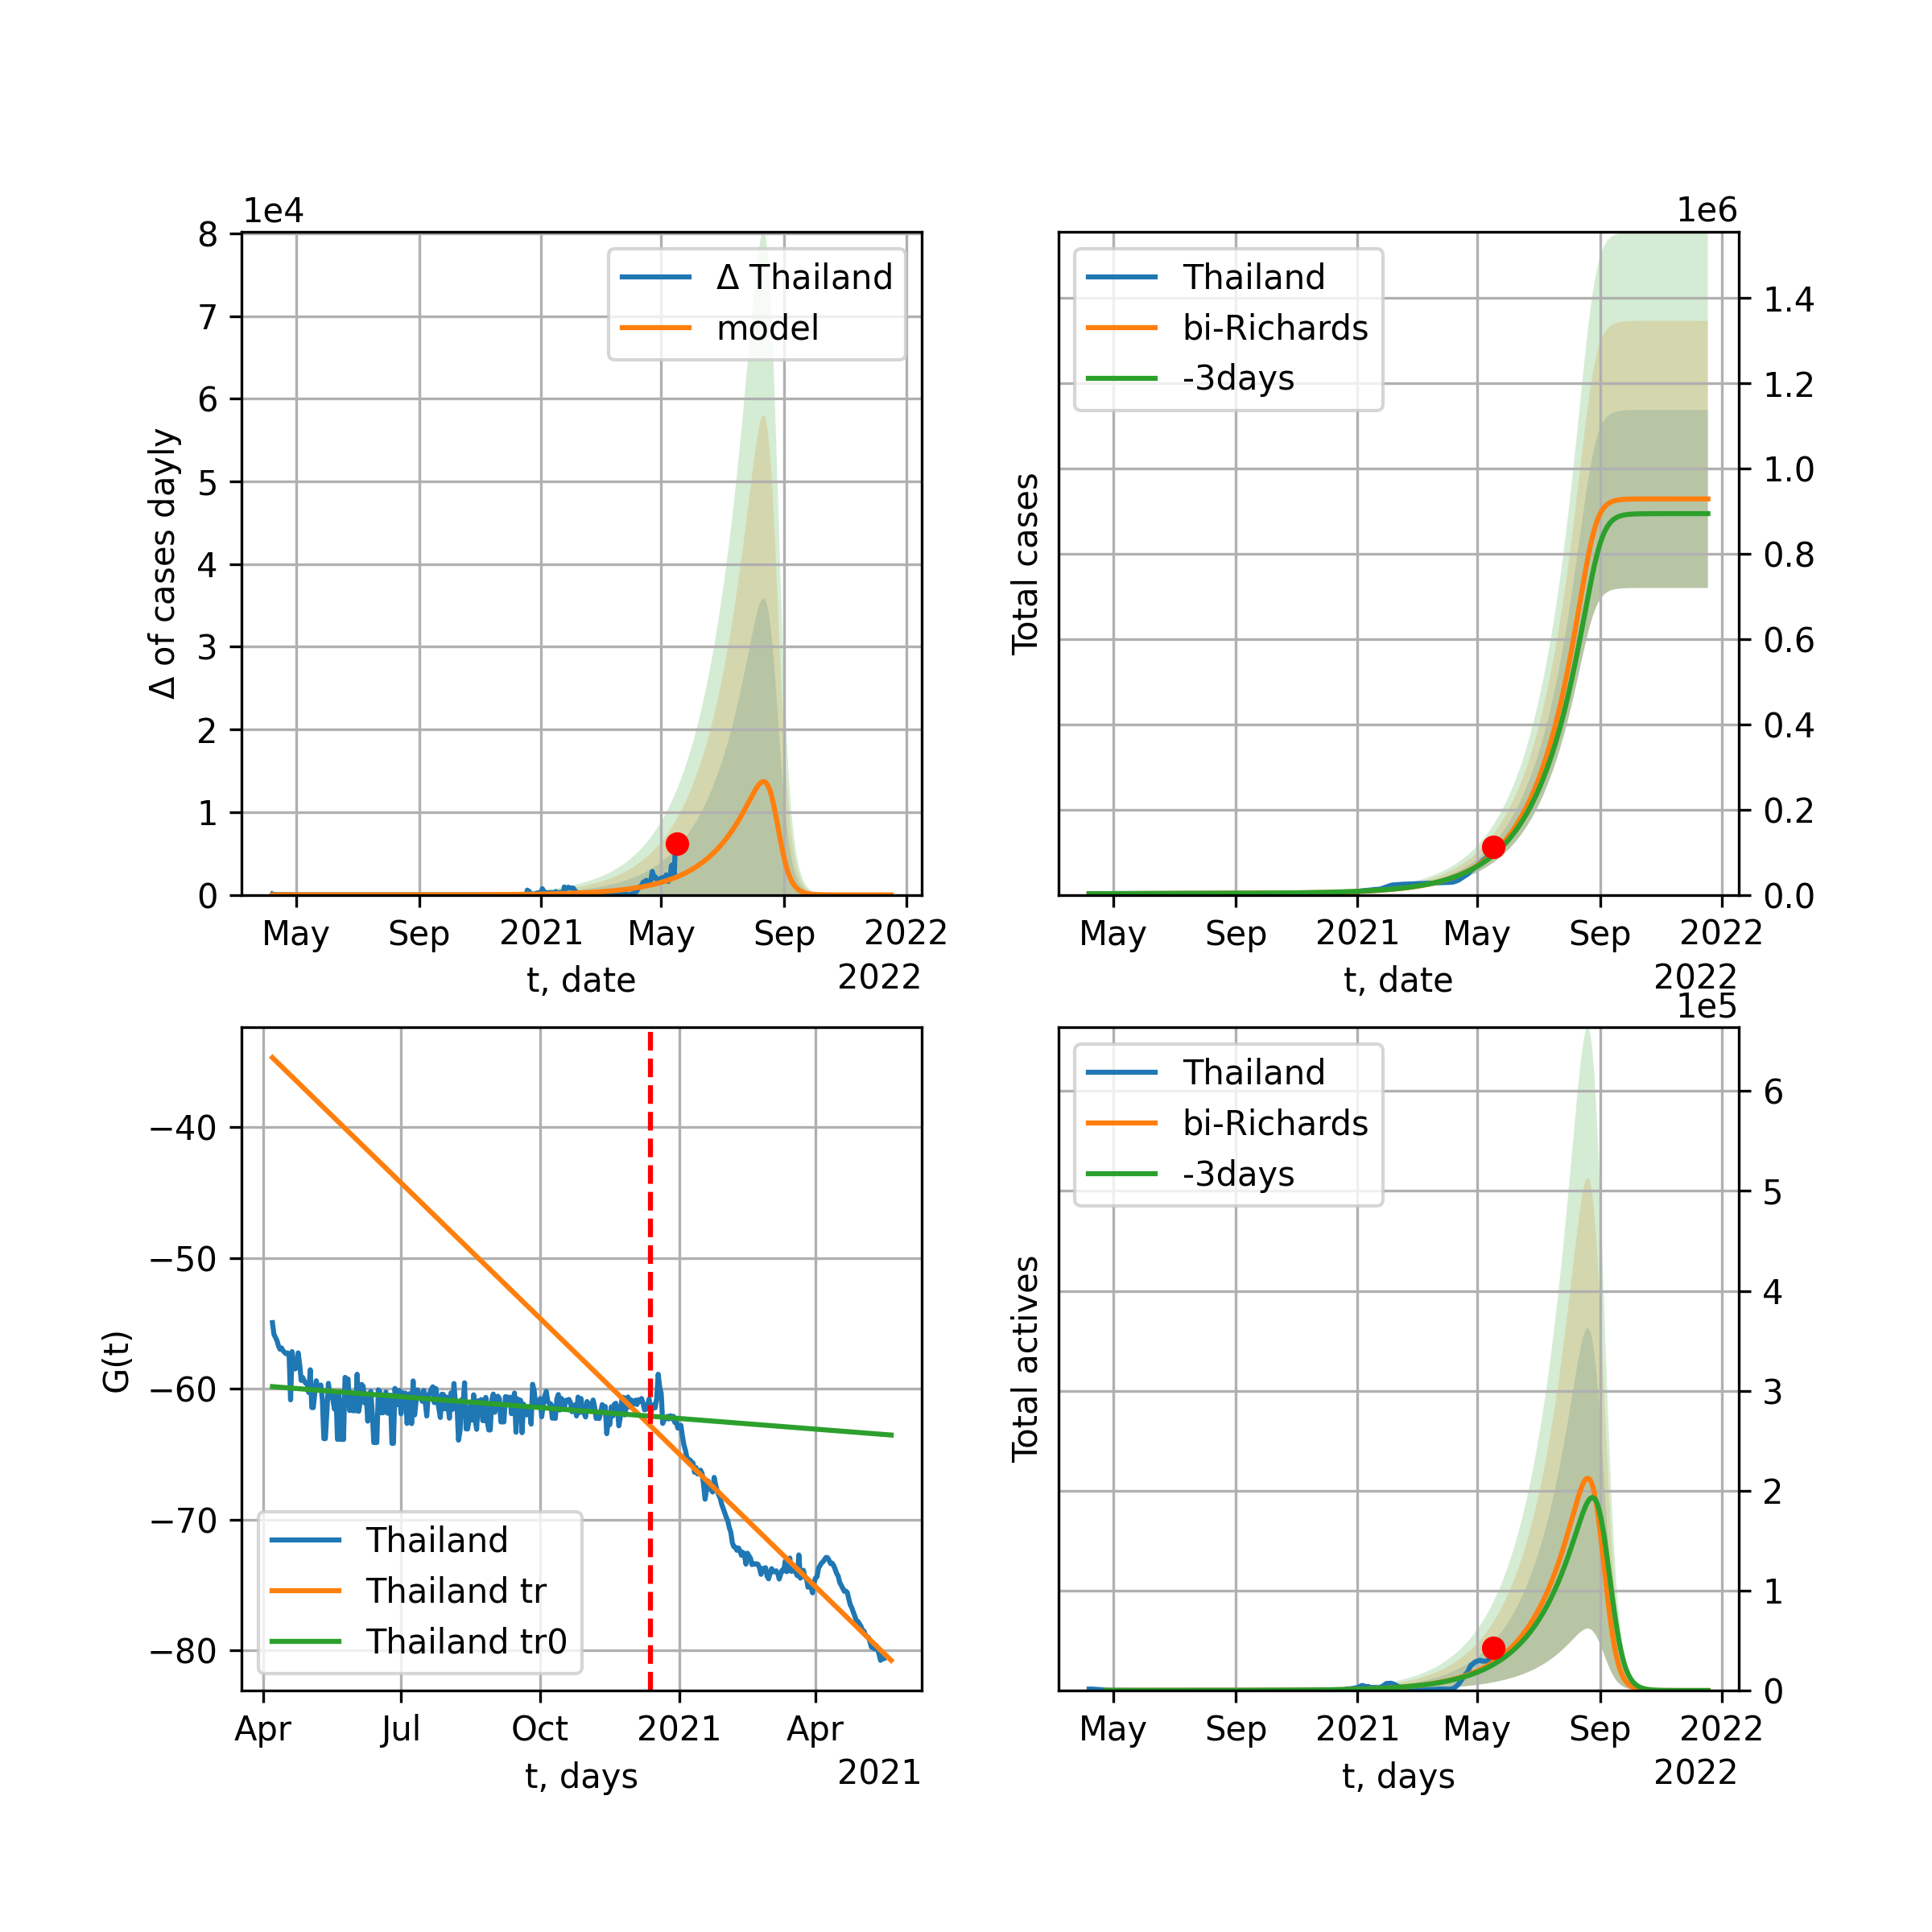 1e4
8
7
6
5
4
3
2
1
0
Δ of cases dayly
Δ Thailand
model
May Sep 2021 May Sep 2022
t, date
2022
1e6
Total cases
Thailand
bi-Richards
-3days
1.4
1.2
1.0
0.8
0.6
0.4
0.2
0.0
May Sep 2021 May Sep 2022
t, date
2022
G(t)
−40
−50
−60
−70
−80
Thailand
Thailand tr
Thailand tr0
Apr Jul Oct 2021 Apr
t, days
2021
1e5
Total actives
Thailand
bi-Richards
-3days
6
5
4
3
2
1
0
May Sep 2021 May Sep 2022
t, days
2022